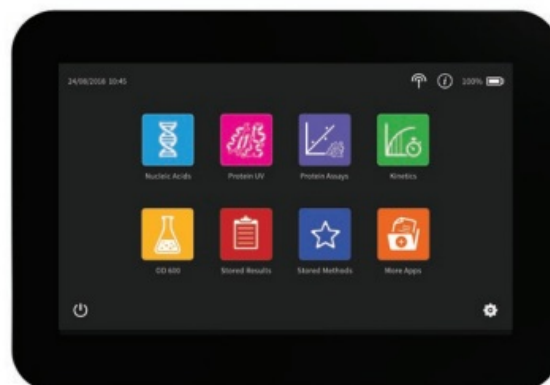 24/08/2016 10:45
i 100%
Nucleic Acids Protein UV Protein Assays Kinetics
OD 600 Stored Results Stored Methods More Apps